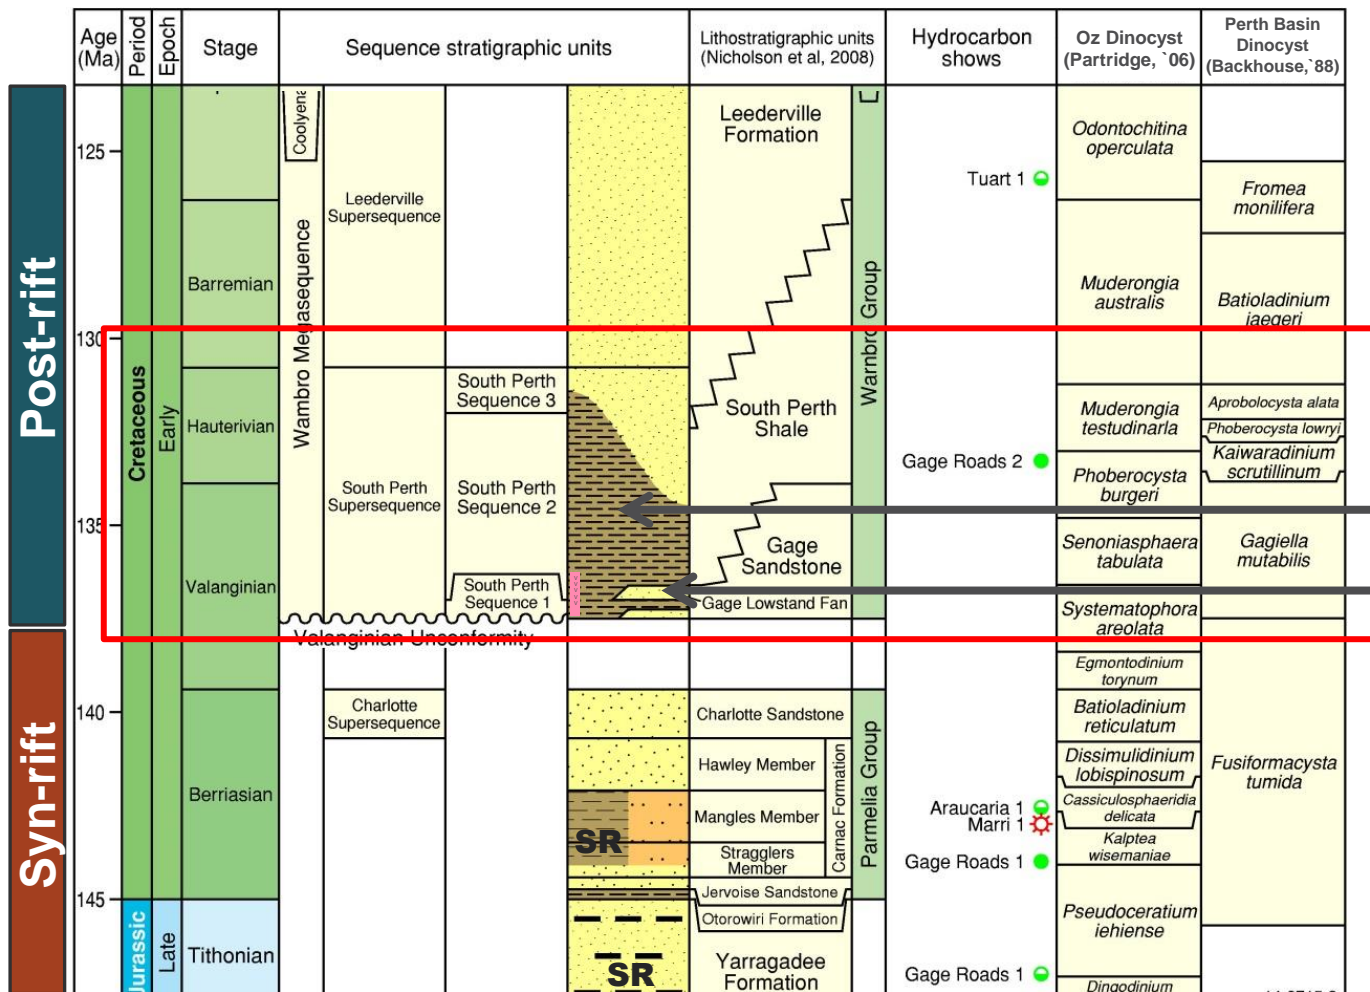 Age
(Ma)
Period
Epoch
Stage
Sequence stratigraphic units
Lithostratigraphic units
(Nicholson et al, 2008)
Hydrocarbon
shows
Oz Dinocyst
(Partridge, `06)
Perth Basin
Dinocyst
(Backhouse,`88)
Post-rift
Syn-rift
125
130
135
140
145
Cretaceous
Jurassic
Early
Late
Barremian
Hauterivian
Valanginian
Berriasian
Tithonian
Coolyena
Wambro Megasequence
Leederville
Supersequence
South Perth
Supersequence
South Perth
Sequence 3
South Perth
Sequence 2
South Perth
Sequence 1
Valanginian Unconformity
Charlotte
Supersequence
SR
SR
Leederville
Formation
South Perth
Shale
Gage
Sandstone
Gage Lowstand Fan
Warnbro Group
Charlotte Sandstone
Hawley Member
Mangles Member
Stragglers
Member
Carnac Formation
Jervoise Sandstone
Otorowiri Formation
Yarragadee
Formation
Parmelia Group
Tuart 1
Gage Roads 2
Araucaria 1
Marri 1
Gage Roads 1
Gage Roads 1
Odontochitina
operculata
Muderongia
australis
Muderongia
testudinarla
Phoberocysta
burgeri
Senoniasphaera
tabulata
Systematophora
areolata
Egmontodinium
torynum
Batioladinium
reticulatum
Dissimulidinium
lobispinosum
Cassiculosphaeridia
delicata
Kalptea
wisemaniae
Pseudoceratium
iehiense
Dingodinium
Fromea
monilifera
Batioladinium
jaegeri
Aprobolocysta alata
Phoberocysta lowryi
Kaiwaradinium
scrutillinum
Gagiella
mutabilis
Fusiformacysta
tumida